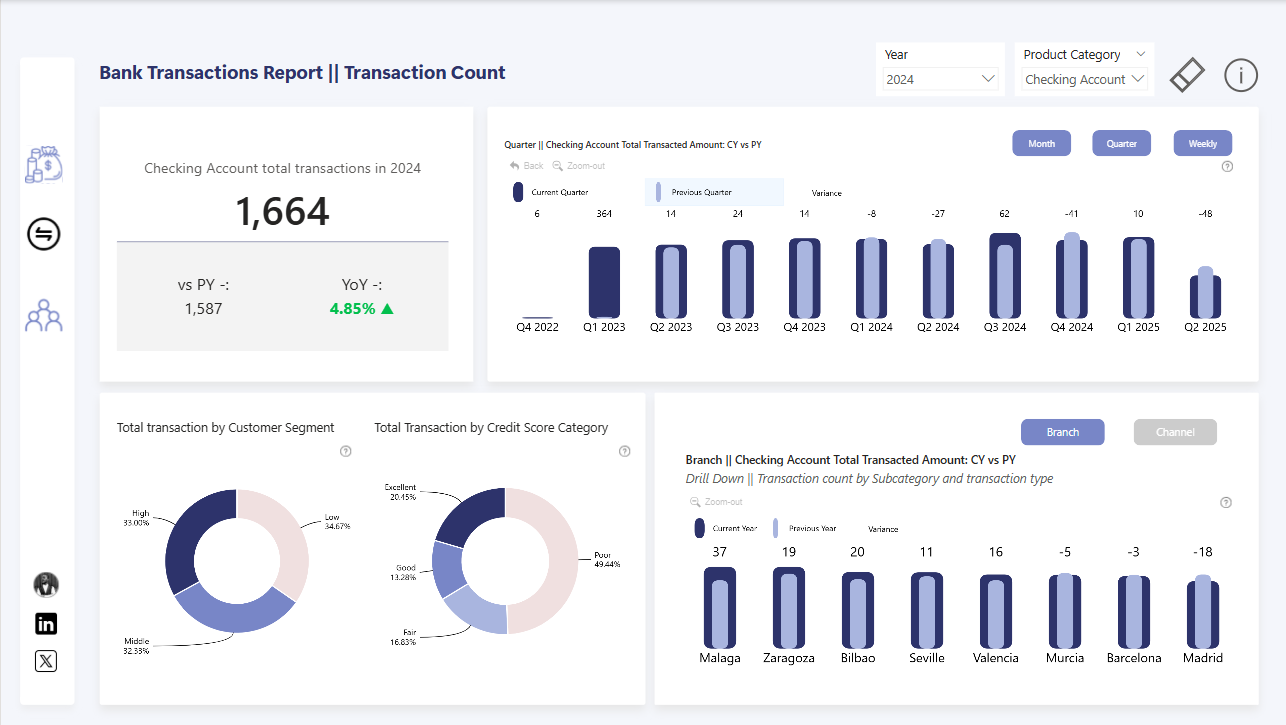 Bank Transactions Report || Transaction Count
Year
2024
Product Category
Checking Account
Checking Account total transactions in 2024
1,664
vs PY -:
1,587
YoY -:
4.85% ▲
Quarter || Checking Account Total Transacted Amount: CY vs PY
Month
Quarter
Weekly
Back
Zoom-out
Current Quarter
Previous Quarter
Variance
6 364 14 24 14 -8 -27 62 -41 10 -48
Q4 2022 Q1 2023 Q2 2023 Q3 2023 Q4 2023 Q1 2024 Q2 2024 Q3 2024 Q4 2024 Q1 2025 Q2 2025
Total transaction by Customer Segment
High
33.00%
Low
34.67%
Middle
32.33%
Total Transaction by Credit Score Category
Excellent
20.45%
Good
13.28%
Fair
16.83%
Poor
49.44%
Branch
Channel
Branch || Checking Account Total Transacted Amount: CY vs PY
Drill Down || Transaction count by Subcategory and transaction type
Zoom-out
Current Year
Previous Year
Variance
37 19 20 11 16 -5 -3 -18
Malaga Zaragoza Bilbao Seville Valencia Murcia Barcelona Madrid
in
X